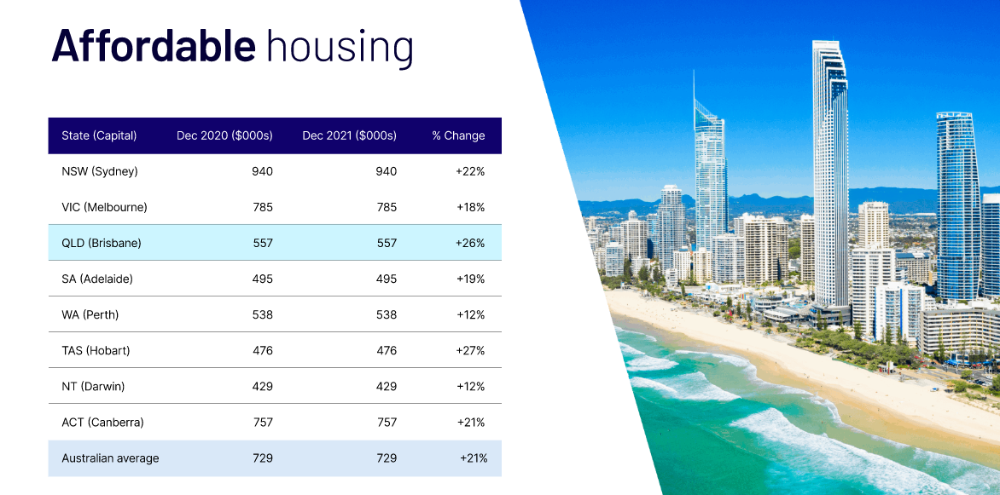 Affordable housing
State (Capital) Dec 2020 ($000s) Dec 2021 ($000s) % Change
NSW (Sydney) 940 940 +22%
VIC (Melbourne) 785 785 +18%
QLD (Brisbane) 557 557 +26%
SA (Adelaide) 495 495 +19%
WA (Perth) 538 538 +12%
TAS (Hobart) 476 476 +27%
NT (Darwin) 429 429 +12%
ACT (Canberra) 757 757 +21%
Australian average 729 729 +21%